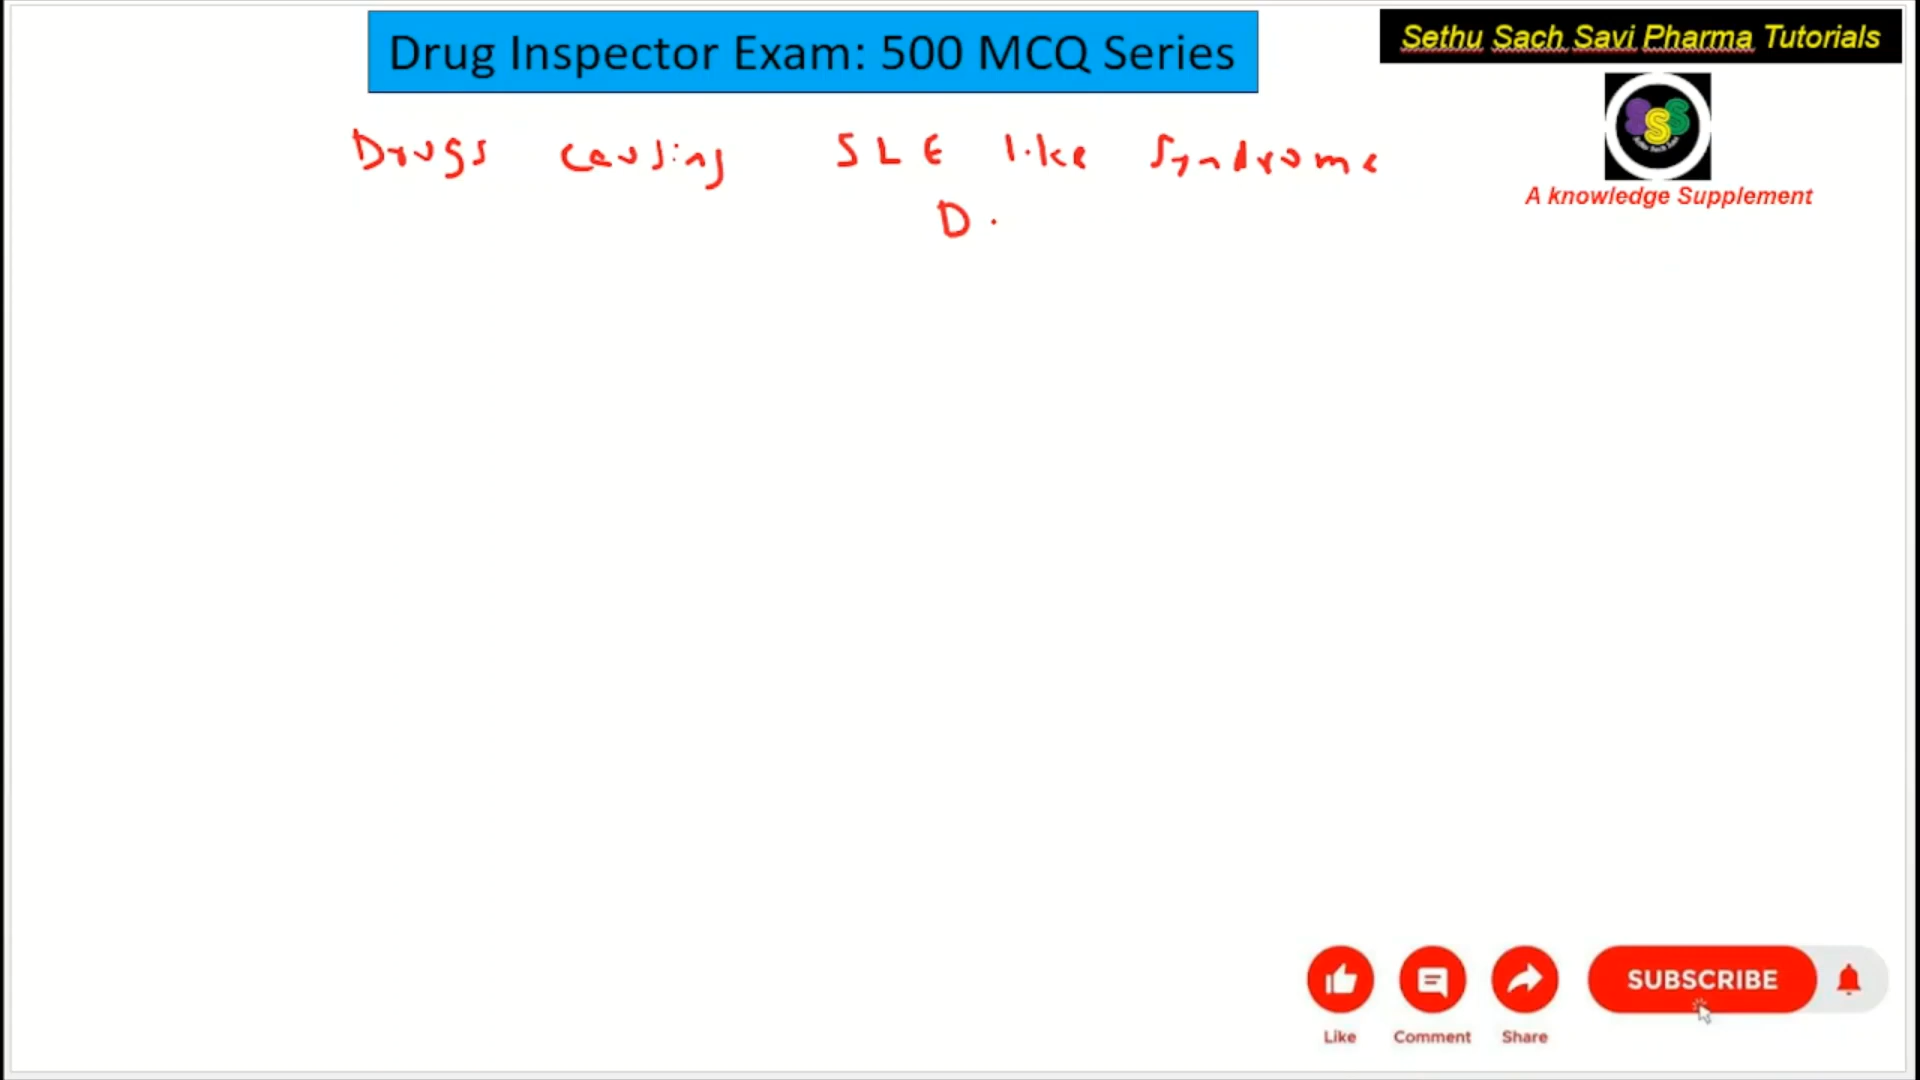 Drug Inspector Exam: 500 MCQ Series
Sethu Sach Savi Pharma Tutorials
Drugs causing SLE like Syndrome
SSS
A knowledge Supplement
D.
SUBSCRIBE
Like Comment Share